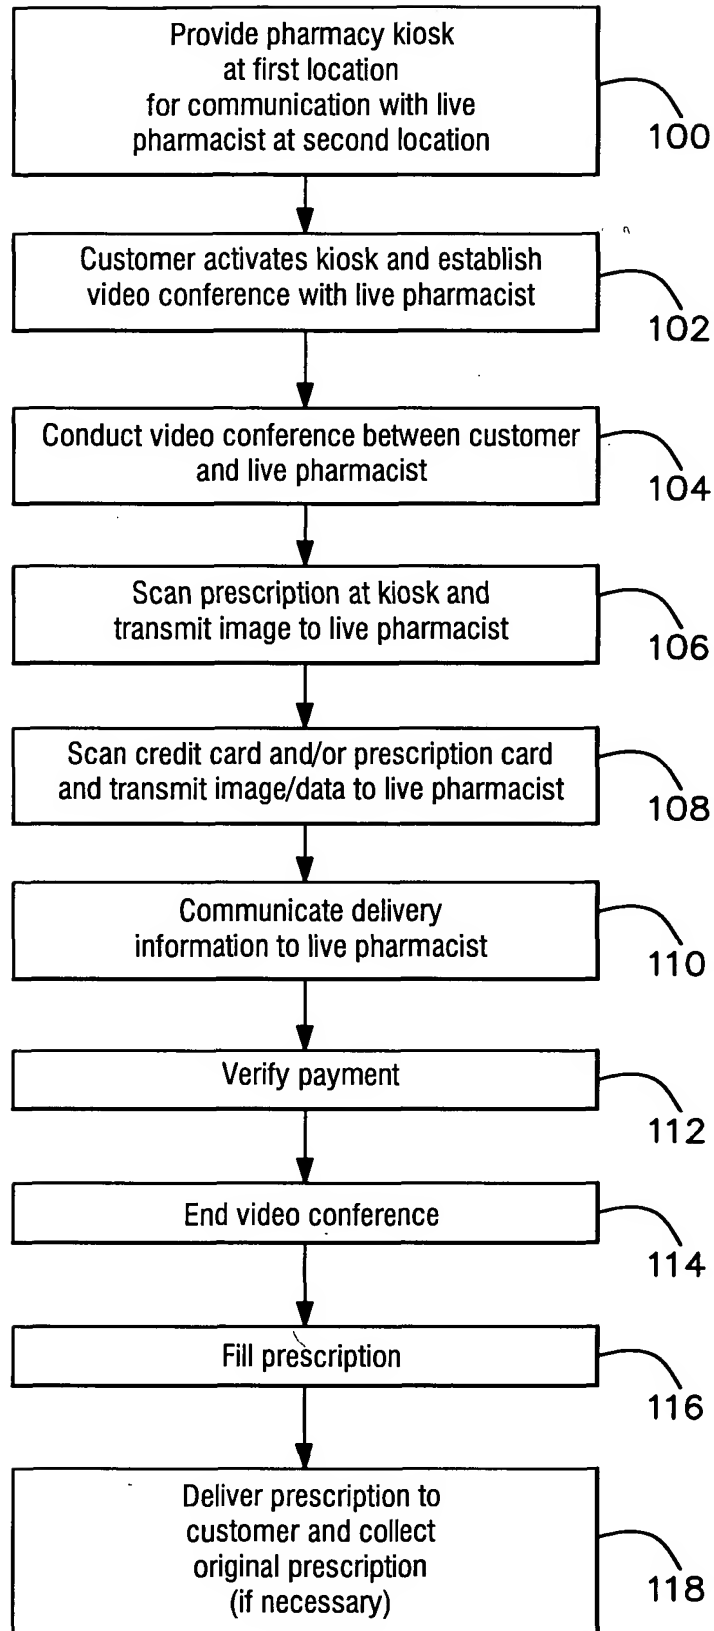 Provide pharmacy kiosk
at first location
for communication with live
pharmacist at second location
100
Customer activates kiosk and establish
video conference with live pharmacist
102
Conduct video conference between customer
and live pharmacist
104
Scan prescription at kiosk and
transmit image to live pharmacist
106
Scan credit card and/or prescription card
and transmit image/data to live pharmacist
108
Communicate delivery
information to live pharmacist
110
Verify payment
112
End video conference
114
Fill prescription
116
Deliver prescription to
customer and collect
original prescription
(if necessary)
118